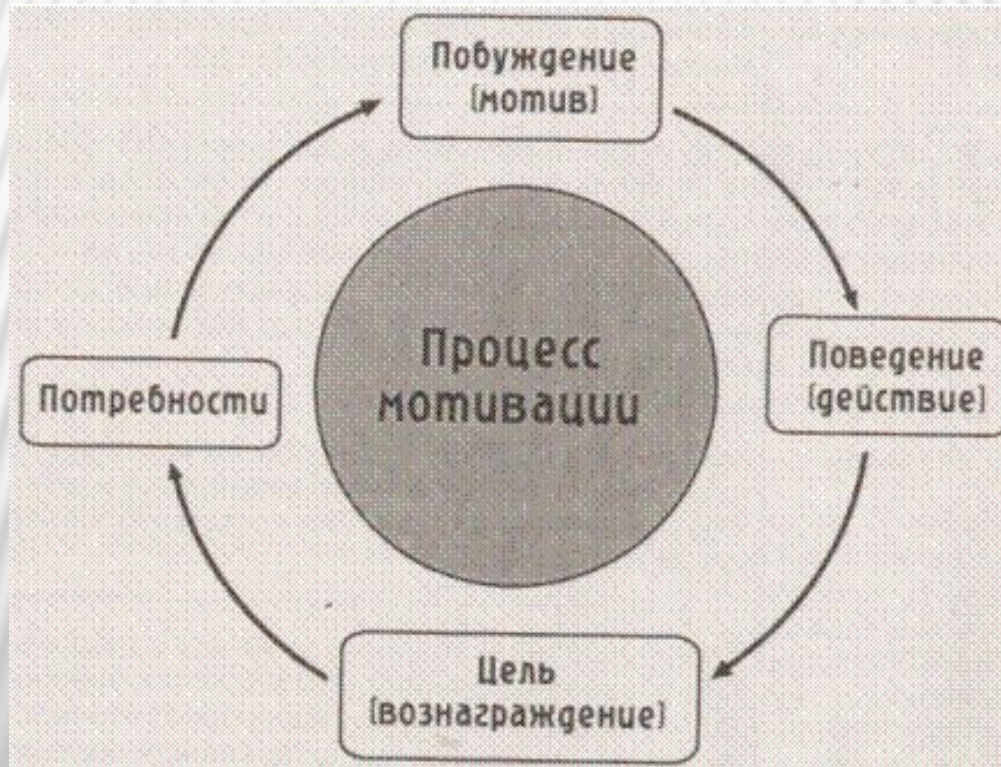 Побуждение
(мотив)
Процесс
мотивации
Потребности
Поведение
(действие)
Цель
(вознаграждение)